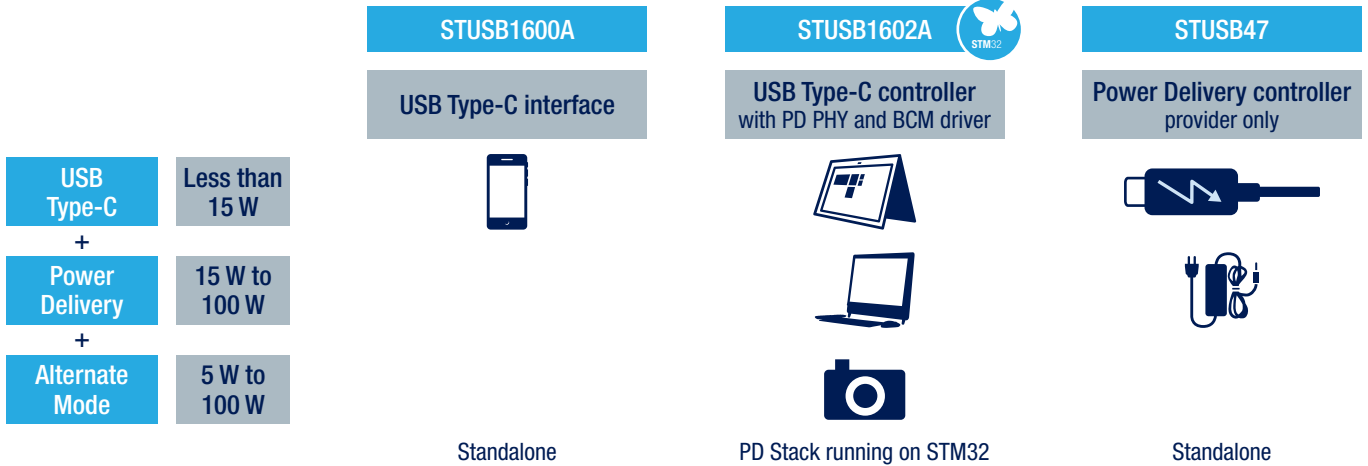 STUSB1600A
STUSB1602A
STM32
STUSB47
USB Type-C interface
USB Type-C controller
with PD PHY and BCM driver
Power Delivery controller
provider only
USB
Type-C
Less than
15 W
+
Power
Delivery
15 W to
100 W
+
Alternate
Mode
5 W to
100 W
Standalone
PD Stack running on STM32
Standalone